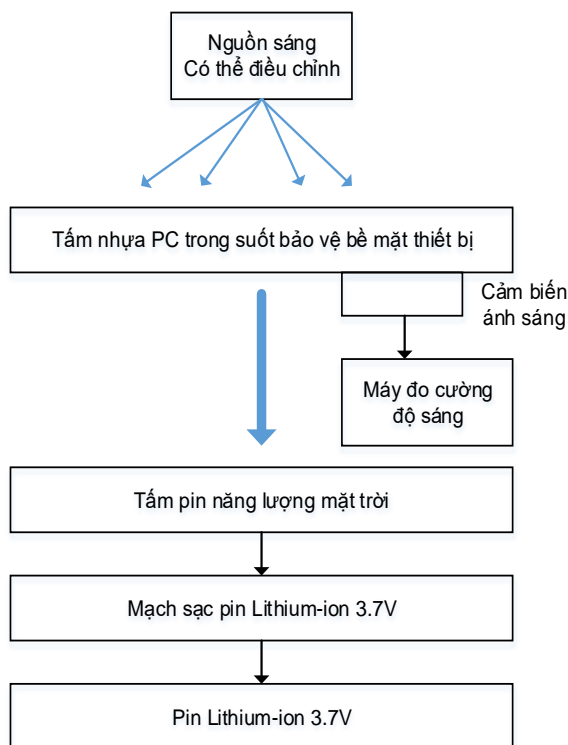 Nguồn sáng
Có thể điều chỉnh
Tấm nhựa PC trong suốt bảo vệ bề mặt thiết bị
Cảm biến
ánh sáng
Máy đo cường
độ sáng
Tấm pin năng lượng mặt trời
Mạch sạc pin Lithium-ion 3.7V
Pin Lithium-ion 3.7V